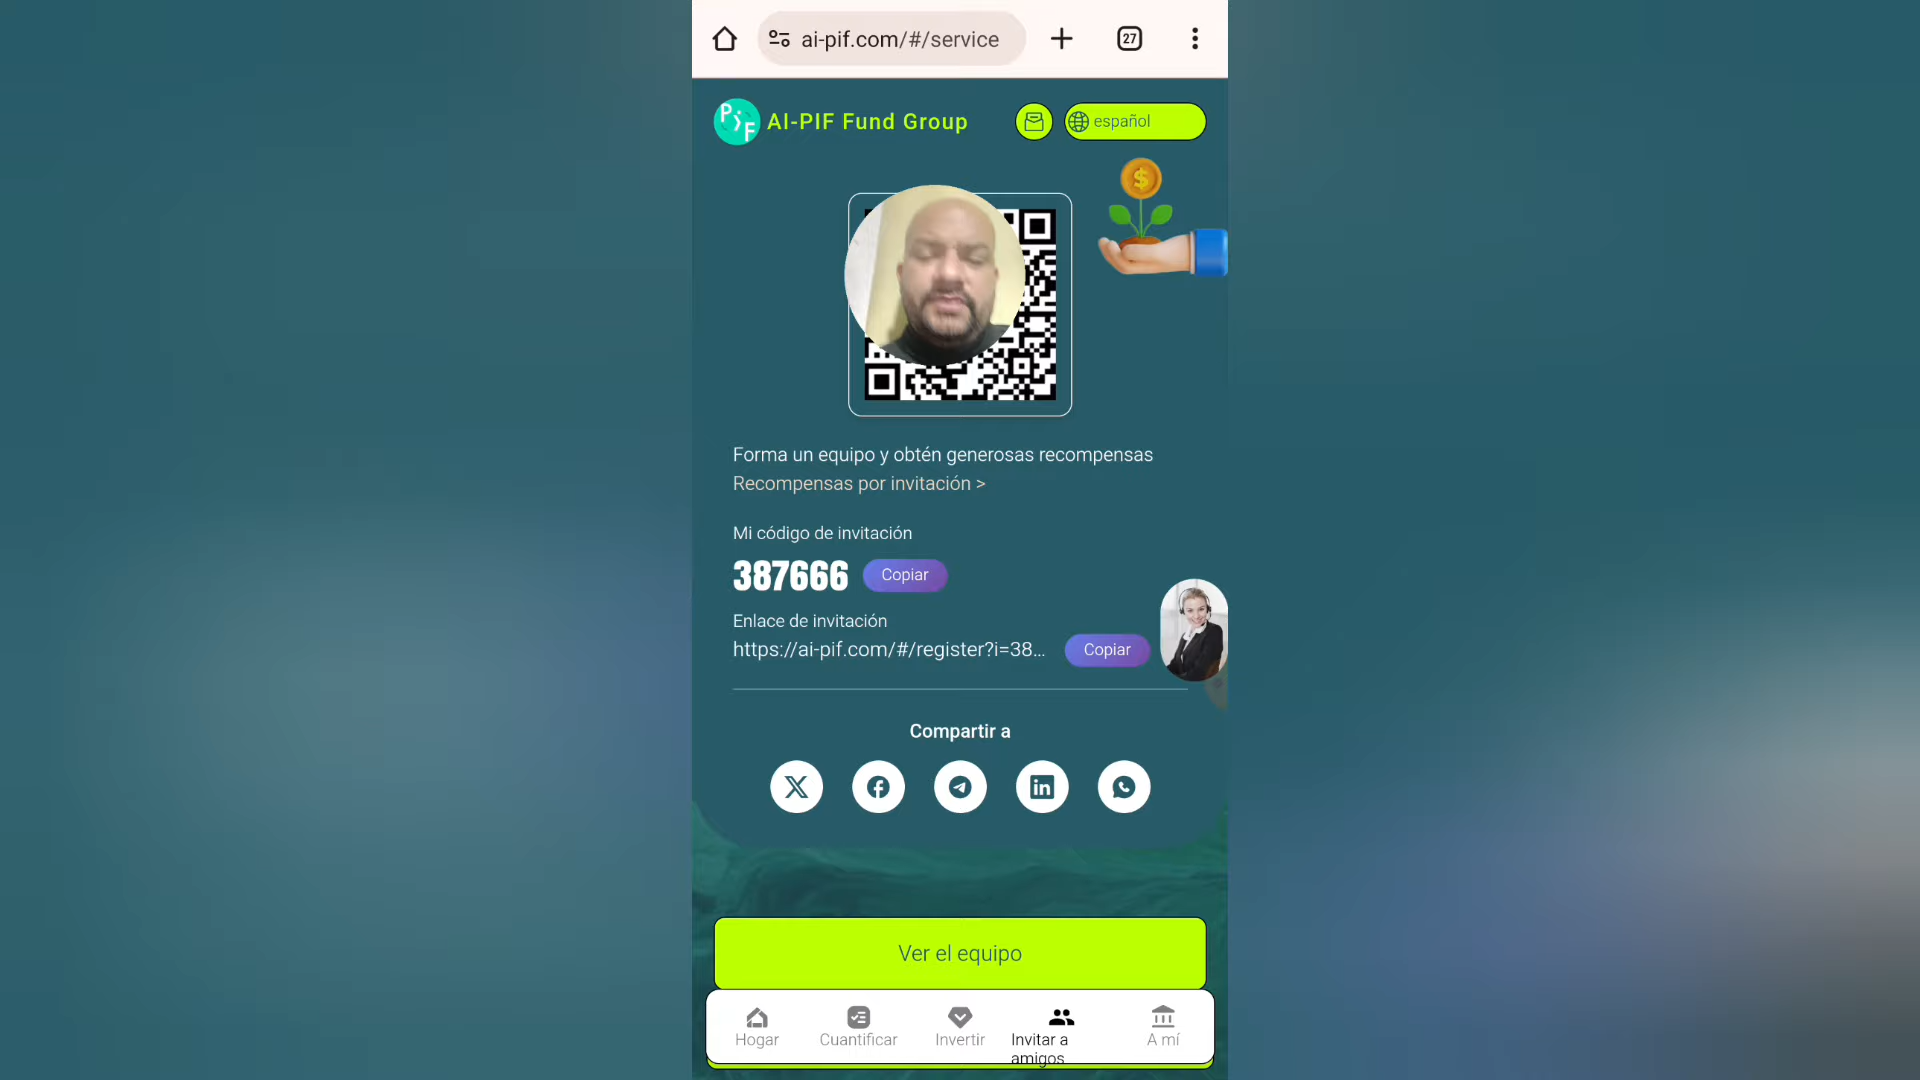 ai-pif.com/#/service
27
PiF
AI-PIF Fund Group
español
$
Forma un equipo y obtén generosas recompensas
Recompensas por invitación >
Mi código de invitación
387666
Copiar
Enlace de invitación
https://ai-pif.com/#/register?i=38...
Copiar
Compartir a
Ver el equipo
Hogar
Cuantificar
Invertir
Invitar a
amigos
A mí